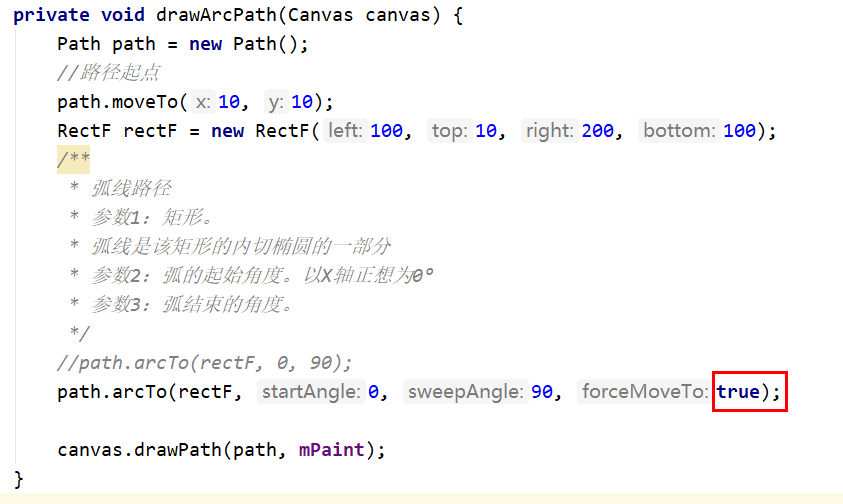 private void drawArcPath(Canvas canvas) {
Path path = new Path();
//路径起点
path.moveTo( x: 10, y: 10);
RectF rectF = new RectF( left: 100, top: 10, right: 200, bottom: 100);
/**
* 弧线路径
* 参数1：矩形。
* 弧线是该矩形的内切椭圆的一部分
* 参数2：弧的起始角度。以X轴正想为0°
* 参数3：弧结束的角度。
*/
//path.arcTo(rectF, 0, 90);
path.arcTo(rectF, startAngle: 0, sweepAngle: 90, forceMoveTo: true);
canvas.drawPath(path, mPaint);
}